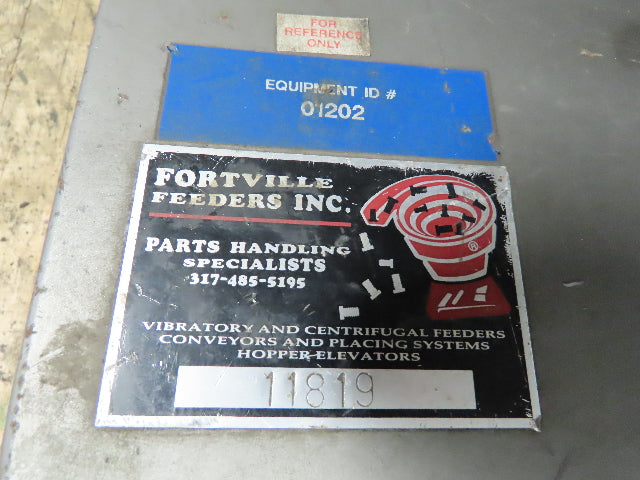 FOR
REFERENCE
ONLY
EQUIPMENT ID #
01202
FORTVILLE
FEEDERS INC.
®
PARTS HANDLING
SPECIALISTS
317-485-5195
VIBRATORY AND CENTRIFUGAL FEEDERS
CONVEYORS AND PLACING SYSTEMS
HOPPER ELEVATORS
11819